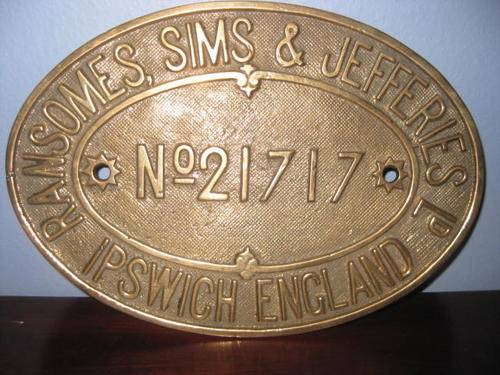 RANSOMES, SIMS & JEFFERIES LD
No 21717
IPSWICH ENGLAND